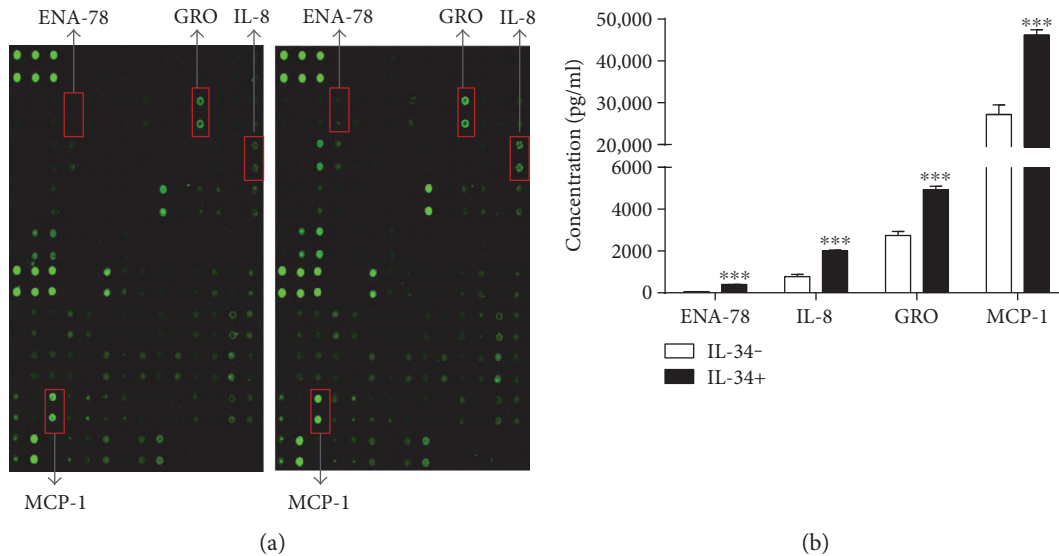 ENA-78 GRO IL-8 GRO IL-8
ENA-78
MCP-1
MCP-1
(a)
Concentration (pg/ml)
50,000
40,000
30,000
20,000
6000
4000
2000
0
***
***
***
***
ENA-78 IL-8 GRO MCP-1
IL-34-
IL-34+
(b)